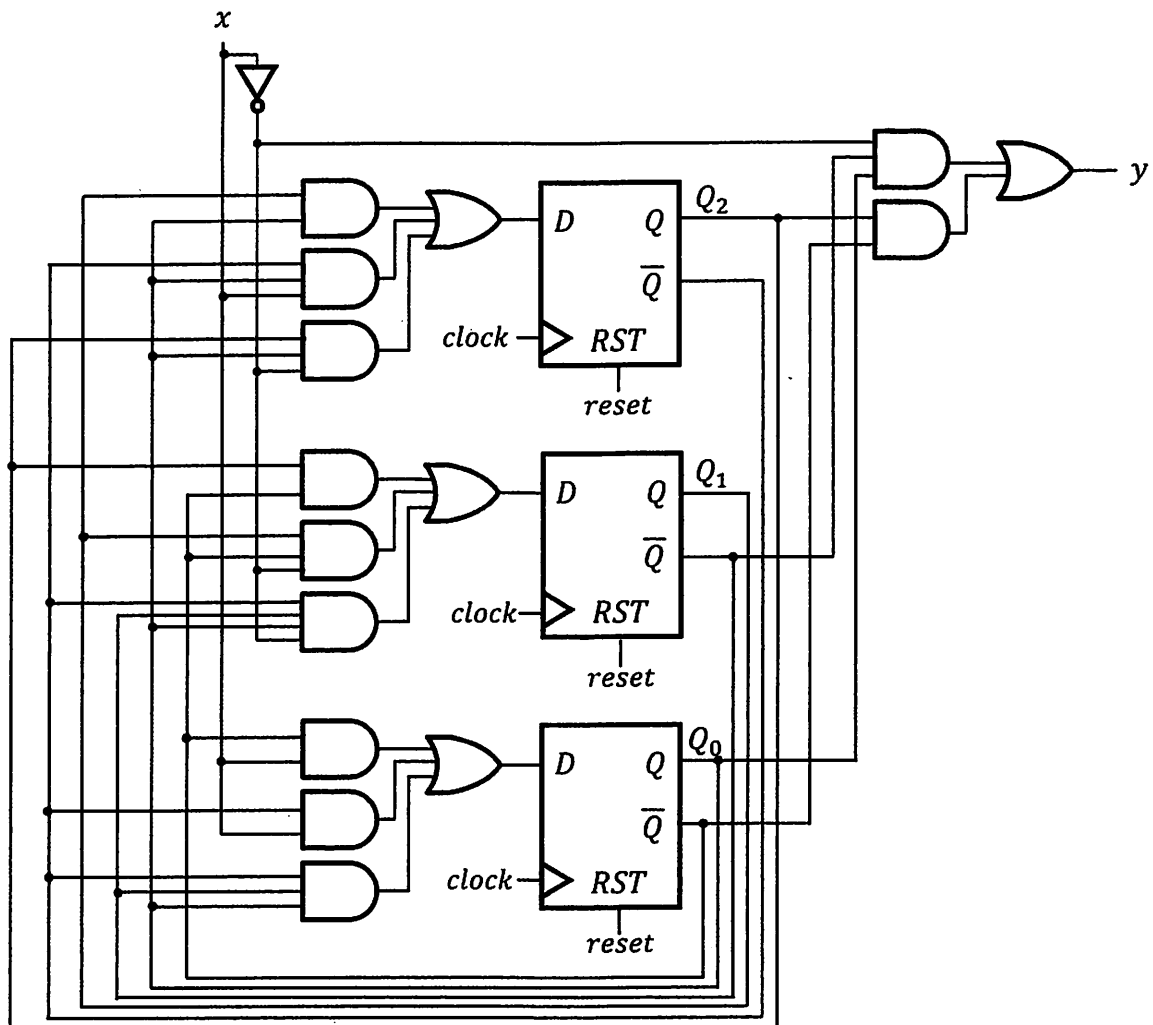 x
y
Q₂
D Q
Q̅
clock RST
reset
Q₁
D Q
Q̅
clock RST
reset
Q₀
D Q
Q̅
clock RST
reset